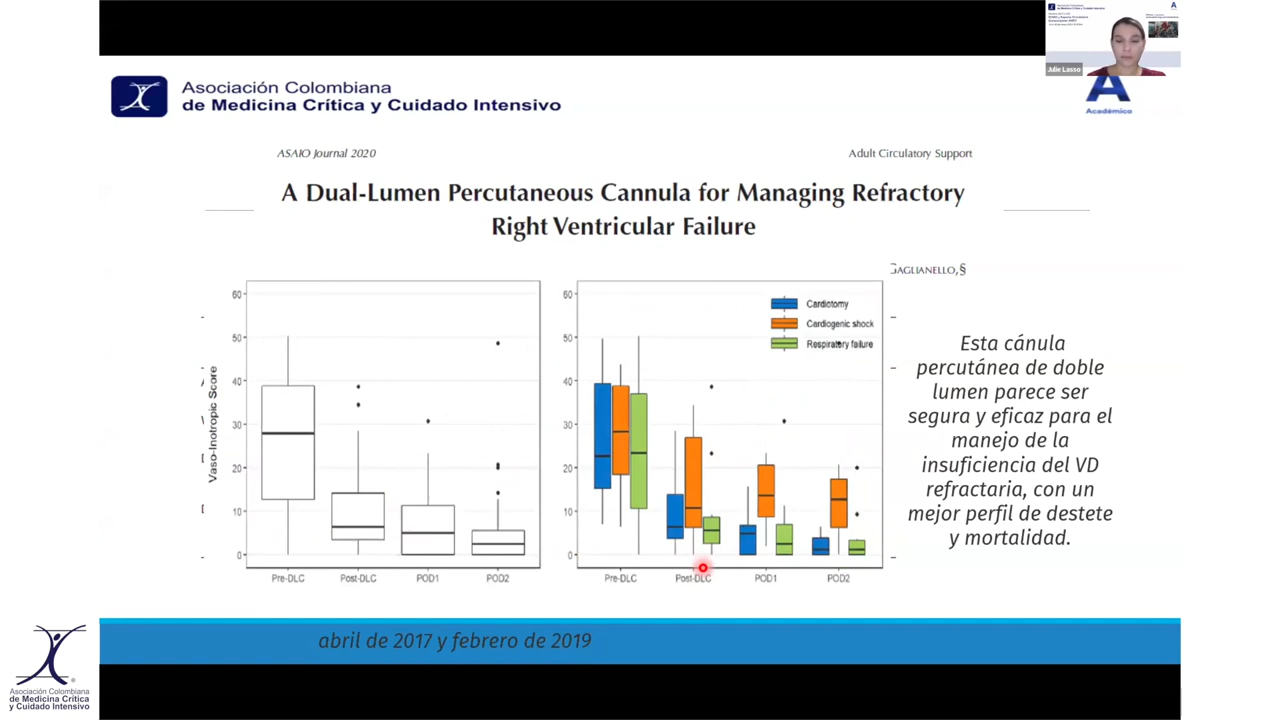 Asociación Colombiana
de Medicina Crítica y Cuidado Intensivo
Julie Lasso
A
Académico
ASAIO Journal 2020
Adult Circulatory Support
A Dual-Lumen Percutaneous Cannula for Managing Refractory
Right Ventricular Failure
GAGLIANELLO,§
Vaso-Inotropic Score
60
50
40
30
20
10
0
Pre-DLC Post-DLC POD1 POD2
60
50
40
30
20
10
0
Cardiotomy
Cardiogenic shock
Respiratory failure
Pre-DLC Post-DLC POD1 POD2
Esta cánula
percutánea de doble
lumen parece ser
segura y eficaz para el
manejo de la
insuficiencia del VD
refractaria, con un
mejor perfil de destete
y mortalidad.
abril de 2017 y febrero de 2019
Asociación Colombiana
de Medicina Crítica
y Cuidado Intensivo